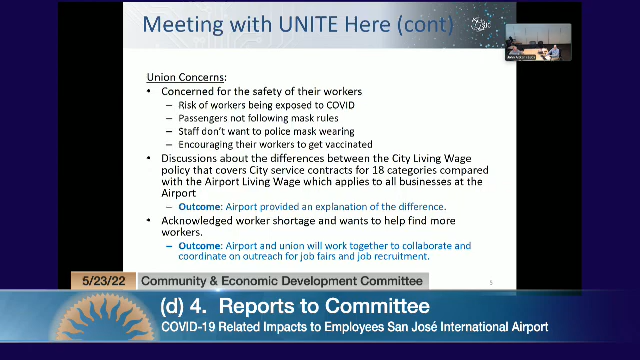 Meeting with UNITE Here (cont)
Union Concerns:
• Concerned for the safety of their workers
– Risk of workers being exposed to COVID
– Passengers not following mask rules
– Staff don't want to police mask wearing
– Encouraging their workers to get vaccinated
• Discussions about the differences between the City Living Wage
policy that covers City service contracts for 18 categories compared
with the Airport Living Wage which applies to all businesses at the
Airport
– Outcome: Airport provided an explanation of the difference.
• Acknowledged worker shortage and wants to help find more
workers.
– Outcome: Airport and union will work together to collaborate and
coordinate on outreach for job fairs and job recruitment.
5
5/23/22 Community & Economic Development Committee
(d) 4. Reports to Committee
COVID-19 Related Impacts to Employees San José International Airport